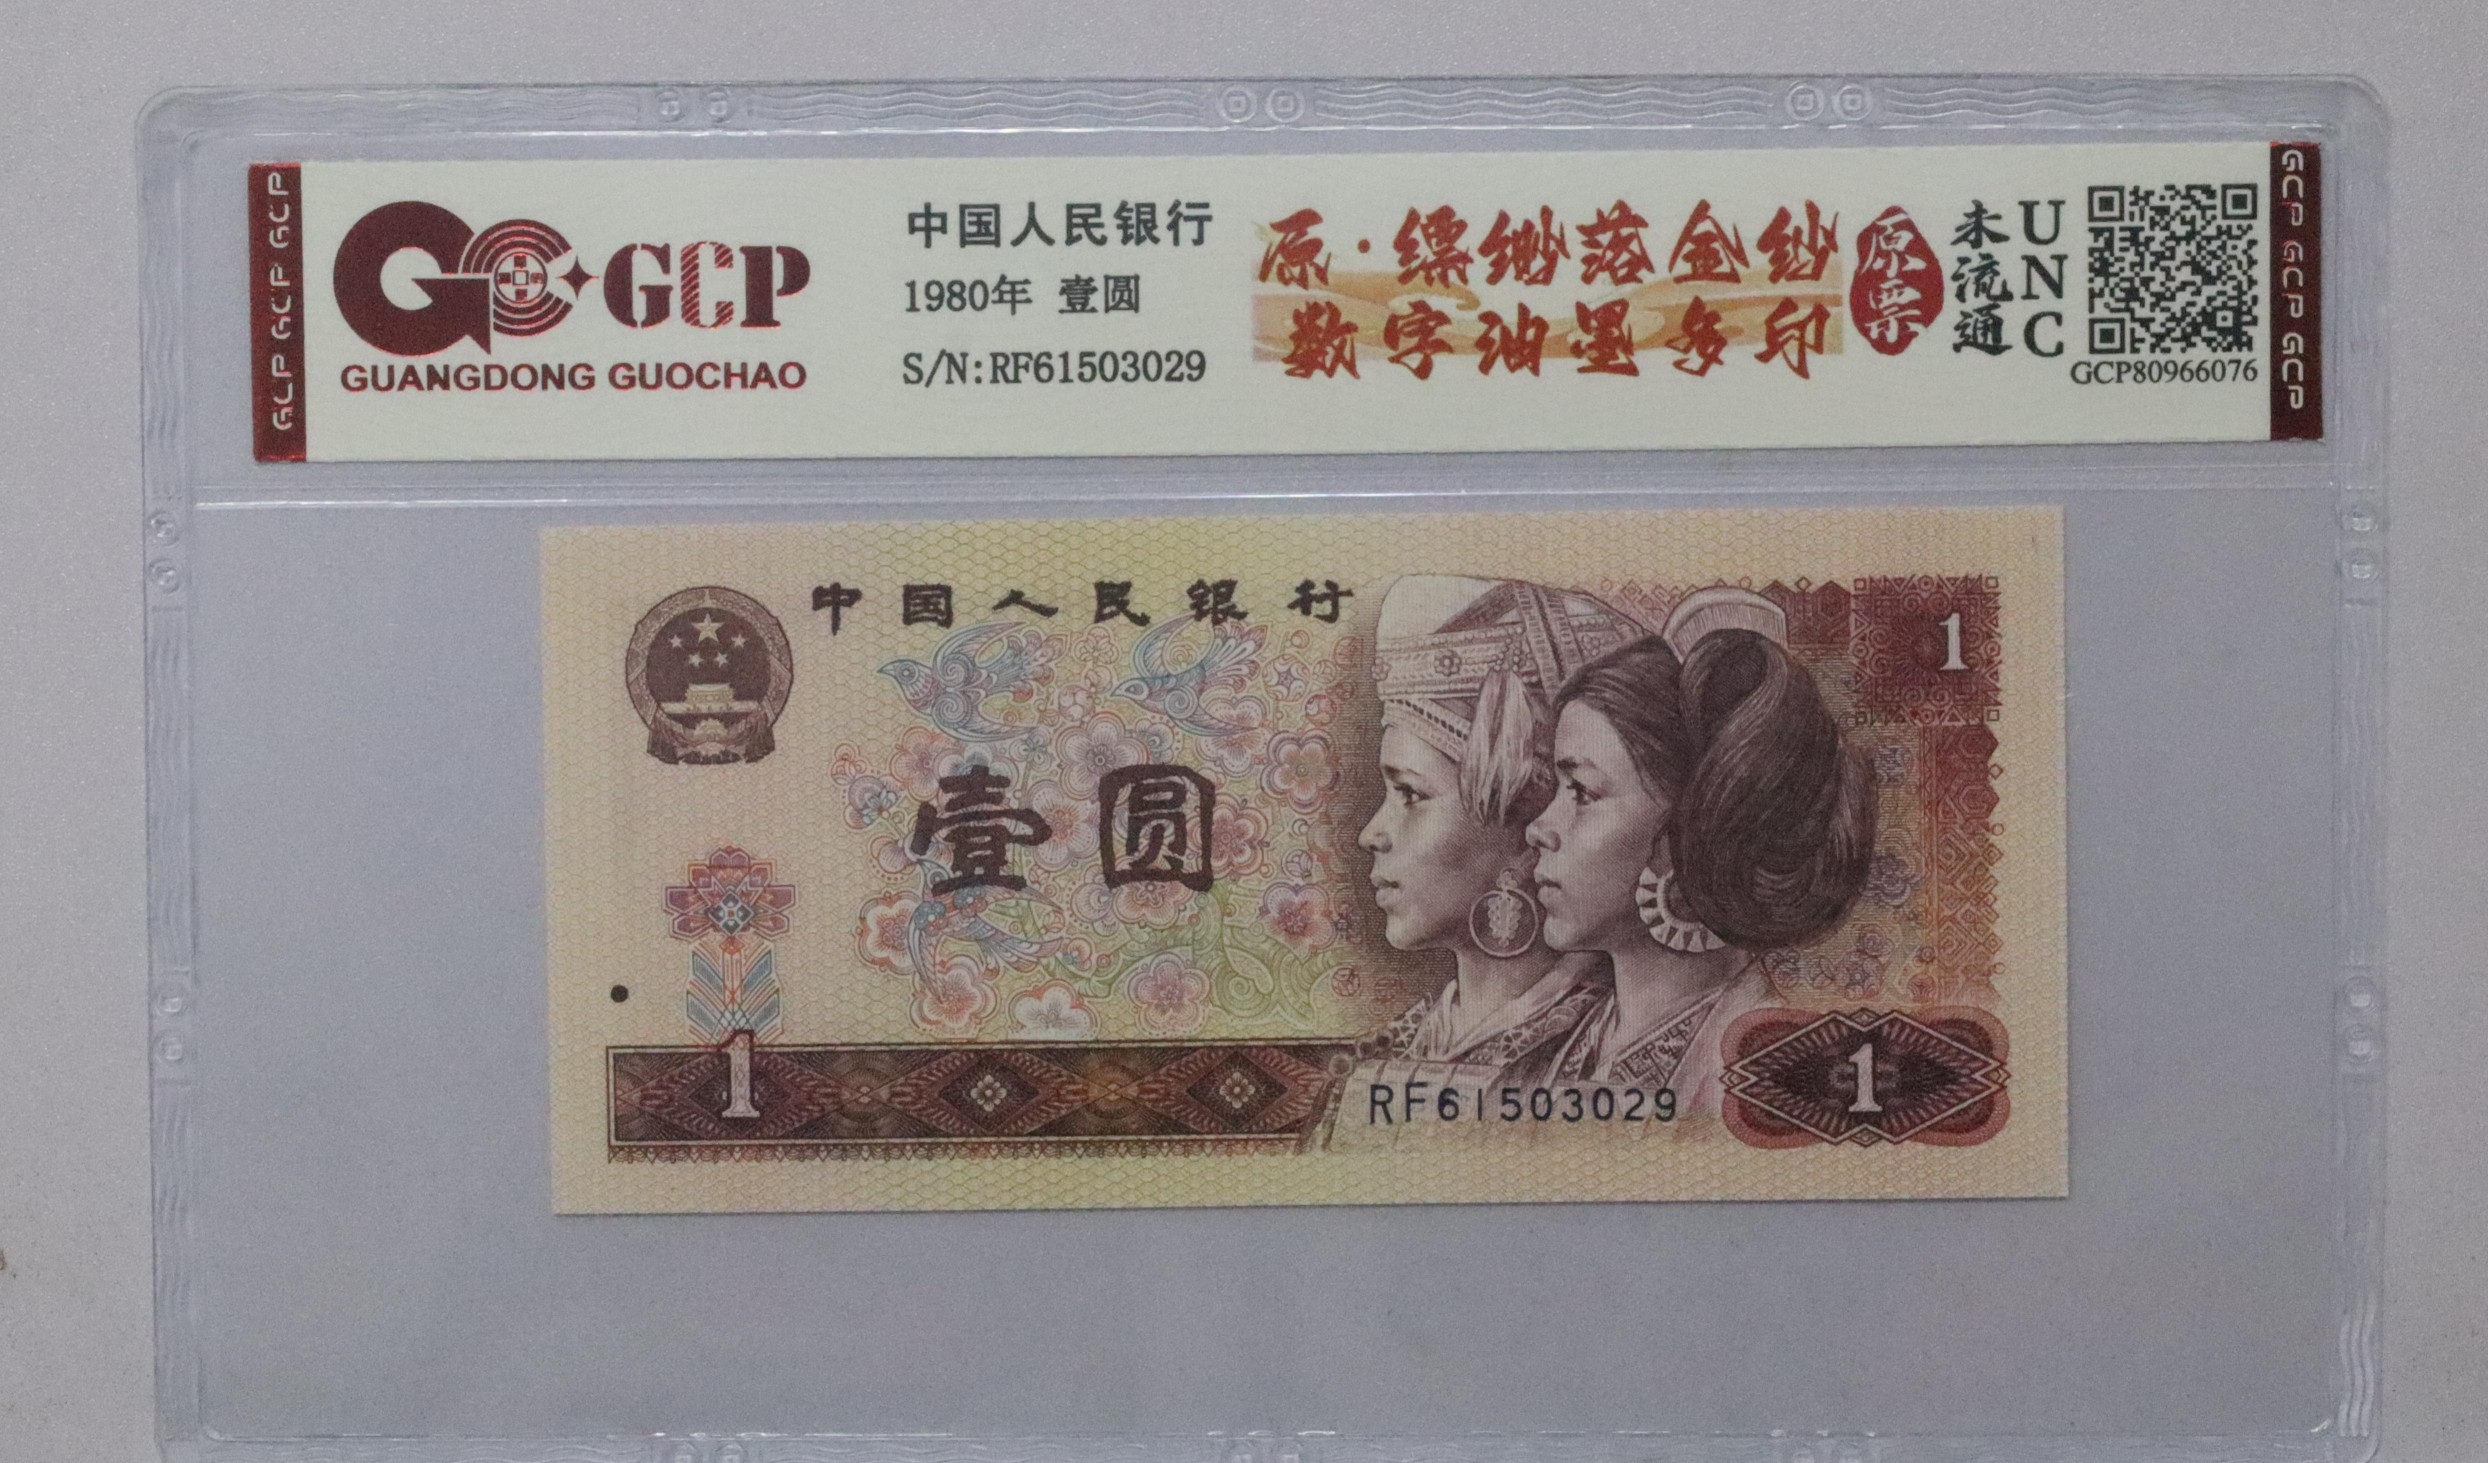 GCP GCP GCP
GCP
GUANGDONG GUOCHAO
中国人民银行
1980年 壹圆
S/N:RF61503029
原·缥缈落金纱
数字油墨多印
原票
未流通
UNC
GCP80966076
GCP GCP GCP
中国人民银行
1
壹圆
1
RF61503029
1